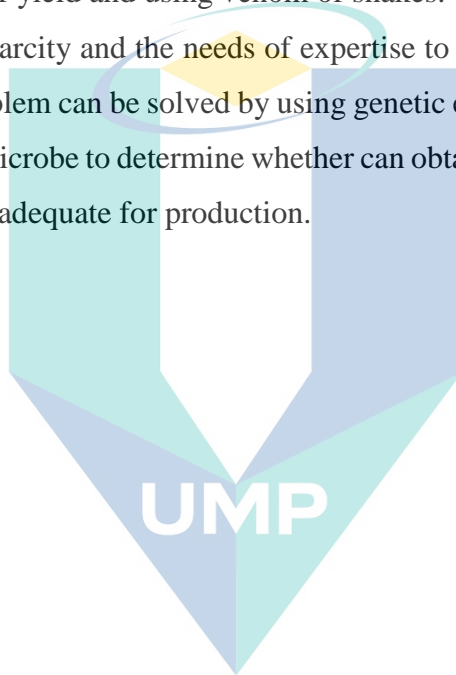 yield and using venom of snakes.
arcity and the needs of expertise to
blem can be solved by using genetic
icrobe to determine whether can obta
adequate for production.
UMP